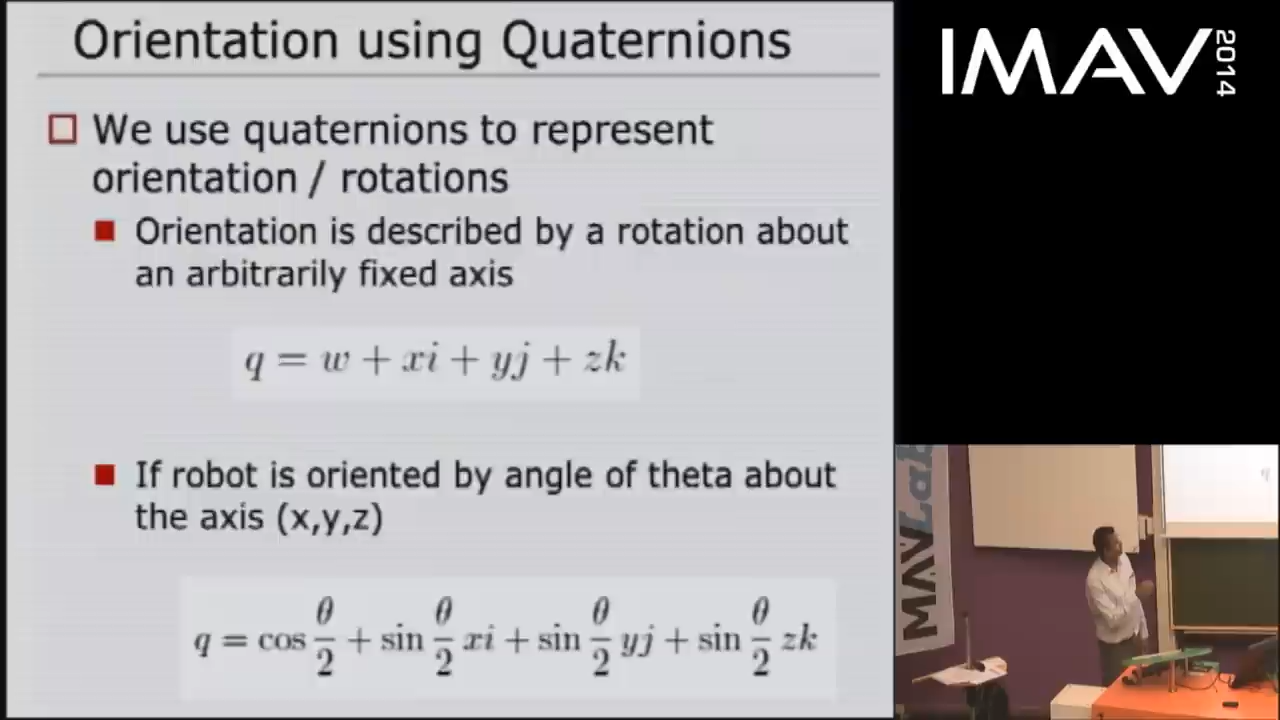 Orientation using Quaternions
We use quaternions to represent
orientation / rotations
Orientation is described by a rotation about
an arbitrarily fixed axis
q = w + xi + yj + zk
If robot is oriented by angle of theta about
the axis (x,y,z)
q = cos θ/2 + sin θ/2 xi + sin θ/2 yj + sin θ/2 zk
IMAV 2014
MAVLab